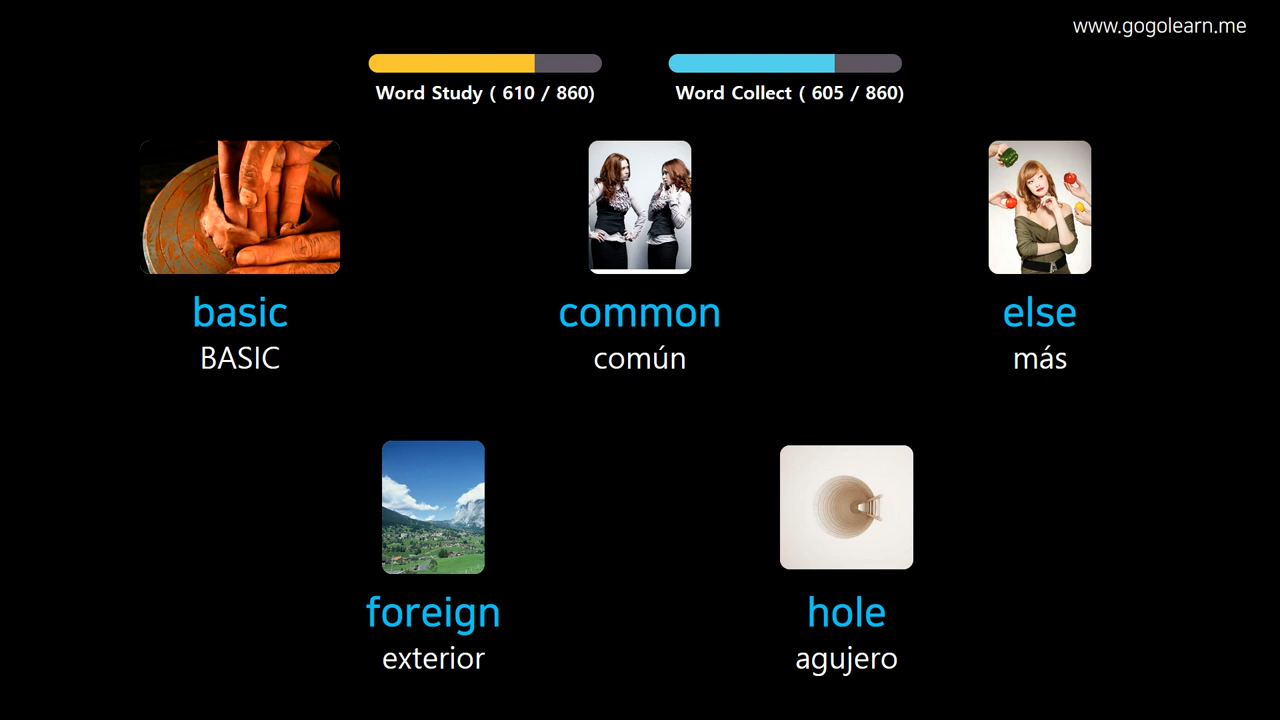 www.gogolearn.me
Word Study ( 610 / 860)
Word Collect ( 605 / 860)
basic
BASIC
common
común
else
más
foreign
exterior
hole
agujero